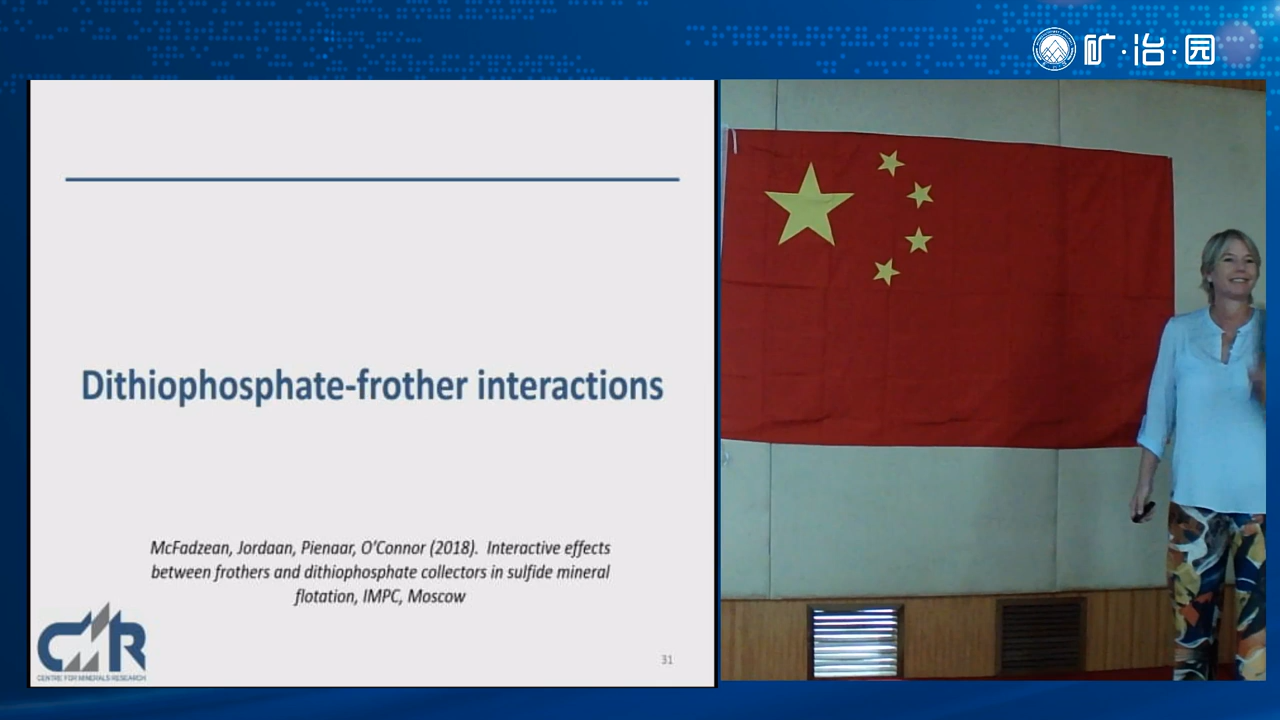 矿·冶·园
Dithiophosphate-frother interactions
McFadzean, Jordaan, Pienaar, O’Connor (2018). Interactive effects
between frothers and dithiophosphate collectors in sulfide mineral
flotation, IMPC, Moscow
CMR
CENTRE FOR MINERALS RESEARCH
31